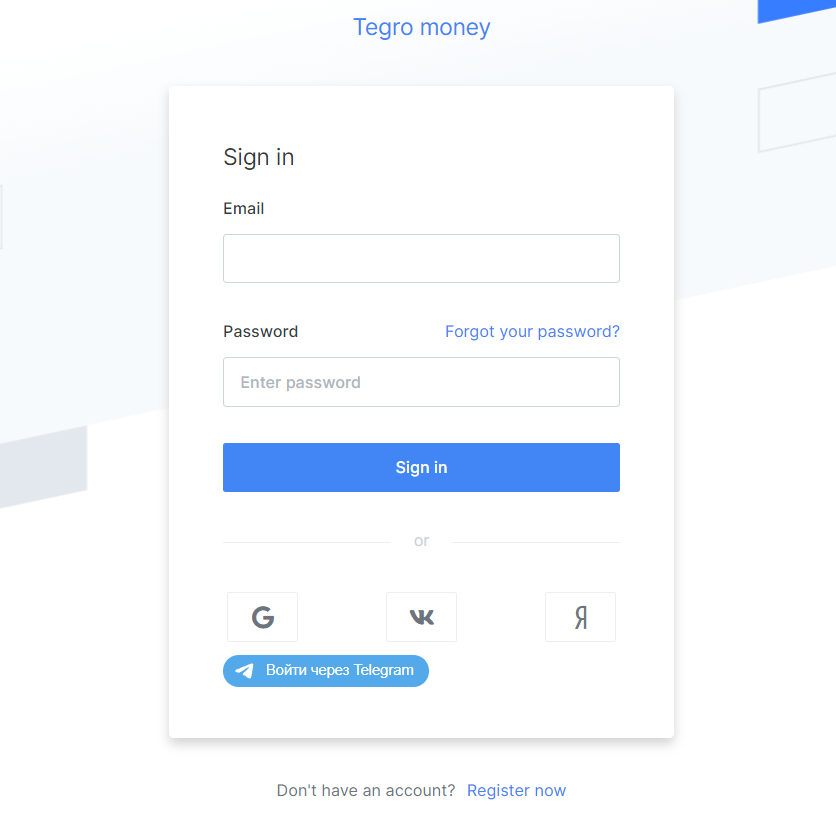 Tegro money
Sign in
Email
Password Forgot your password?
Enter password
Sign in
or
G VK Я
Войти через Telegram
Don't have an account? Register now